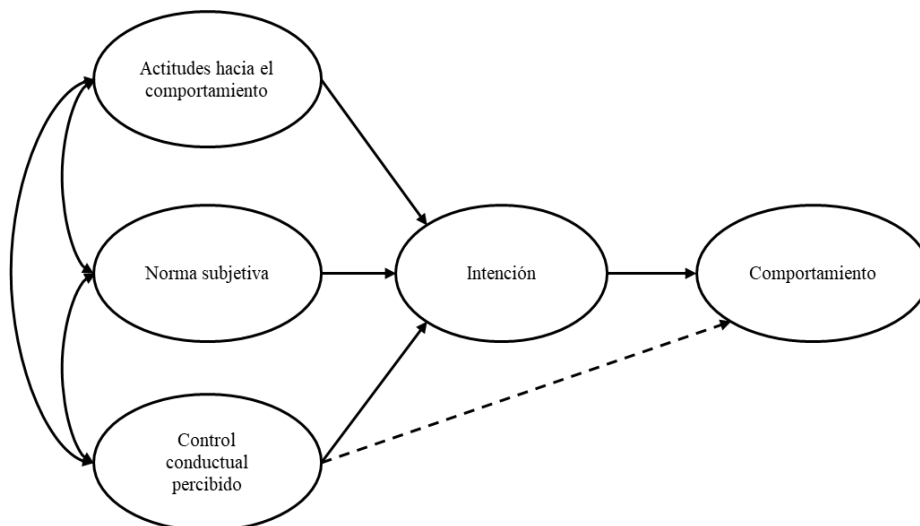 Actitudes hacia el
comportamiento
Norma subjetiva
Intención
Comportamiento
Control
conductual
percibido